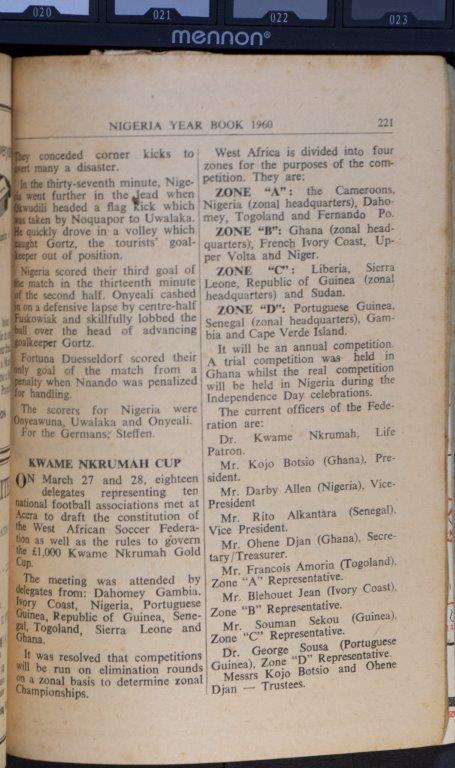 020 021 022 023
mennon®
NIGERIA YEAR BOOK 1960 221
They conceded corner kicks to
avert many a disaster.
In the thirty-seventh minute, Nige-
ria went further in the lead when
Okwudili headed a flag kick which
was taken by Noquapor to Uwalaka.
He quickly drove in a volley which
caught Gortz, the tourists' goal-
keeper out of position.
Nigeria scored their third goal of
the match in the thirteenth minute
of the second half. Onyeali cashed
in on a defensive lapse by centre-half
Puskowiak and skillfully lobbed the
ball over the head of advancing
goalkeeper Gortz.
Fortuna Duesseldorf scored their
only goal of the match from a
penalty when Nnando was penalized
for handling.
The scorers for Nigeria were
Onyeawuna, Uwalaka and Onyeali.
For the Germans; Steffen.
KWAME NKRUMAH CUP
ON March 27 and 28, eighteen
delegates representing ten
national football associations met at
Accra to draft the constitution of
the West African Soccer Federa-
tion as well as the rules to govern
the £1,000 Kwame Nkrumah Gold
Cup.
The meeting was attended by
delegates from: Dahomey Gambia.
Ivory Coast, Nigeria, Portuguese
Guinea, Republic of Guinea, Sene-
gal, Togoland, Sierra Leone and
Ghana.
It was resolved that competitions
will be run on elimination rounds
on a zonal basis to determine zonal
Championships.
West Africa is divided into four
zones for the purposes of the com-
petition. They are:
ZONE "A": the Cameroons,
Nigeria (zonal headquarters), Daho-
mey, Togoland and Fernando Po.
ZONE "B": Ghana (zonal head-
quarters), French Ivory Coast, Up-
per Volta and Niger.
ZONE "C": Liberia, Sierra
Leone, Republic of Guinea (zonal
headquarters) and Sudan.
ZONE "D": Portuguese Guinea,
Senegal (zonal headquarters), Gam-
bia and Cape Verde Island.
It will be an annual competition.
A trial competition was held in
Ghana whilst the real competition
will be held in Nigeria during the
Independence Day celebrations.
The current officers of the Fede-
ration are:
Dr. Kwame Nkrumah, Life
Patron.
Mr. Kojo Botsio (Ghana), Pre-
sident.
Mr. Darby Allen (Nigeria), Vice-
President
Mr. Rito Alkantara (Senegal),
Vice President.
Mr. Ohene Djan (Ghana), Secre-
tary/Treasurer.
Mr. Francois Amorin (Togoland).
Zone "A" Representative.
Mr. Blehouet Jean (Ivory Coast),
Zone "B" Representative.
Mr. Souman Sekou (Guinea),
Zone "C" Representative.
Dr. George Sousa (Portuguese
Guinea), Zone "D" Representative.
Messrs Kojo Botsio and Ohene
Djan — Trustees.